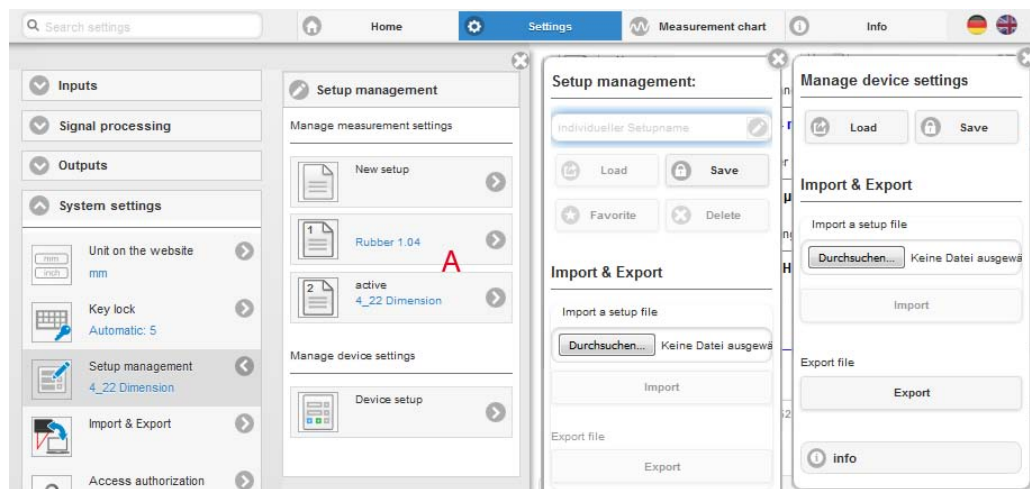 Search settings
Home
Settings
Measurement chart
Info
Inputs
Signal processing
Outputs
System settings
mm
inch
Unit on the website
mm
Key lock
Automatic: 5
Setup management
4_22 Dimension
Import & Export
Access authorization
Setup management
Manage measurement settings
New setup
1
Rubber 1.04
A
2
active
4_22 Dimension
Manage device settings
Device setup
Setup management:
Individueller Setupname
Load
Save
Favorite
Delete
Import & Export
Import a setup file
Durchsuchen... Keine Datei ausgewä
Import
Export file
Export
Manage device settings
Load
Save
Import & Export
Import a setup file
Durchsuchen... Keine Datei ausgewä
Import
Export file
Export
info